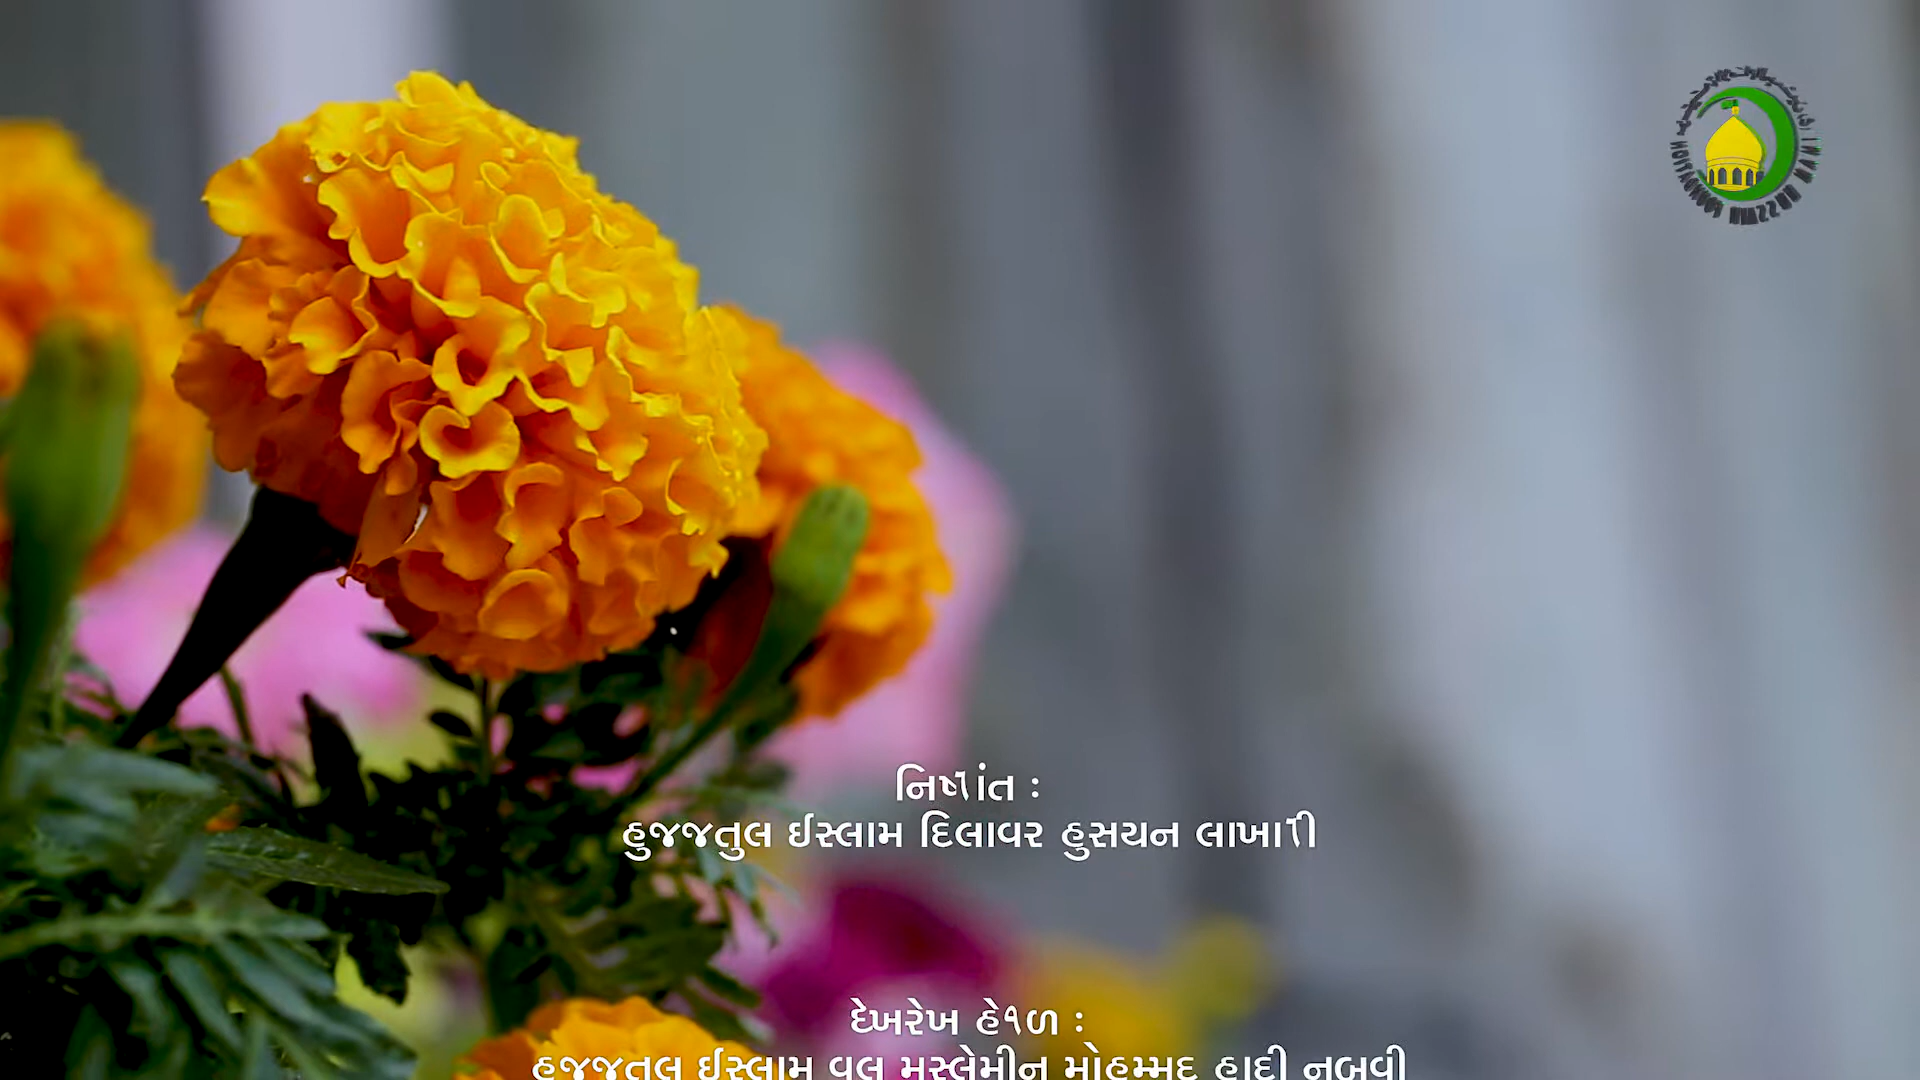 નિષ્ણાંત :
હુજજતુલ ઈસ્લામ દિલાવર હુસયન લાખાણી
દેખરેખ હેઠળ :
હુજજતુલ ઈસ્લામ વલ મુસ્લેમીન મોહમ્મદ હાદી નબવી